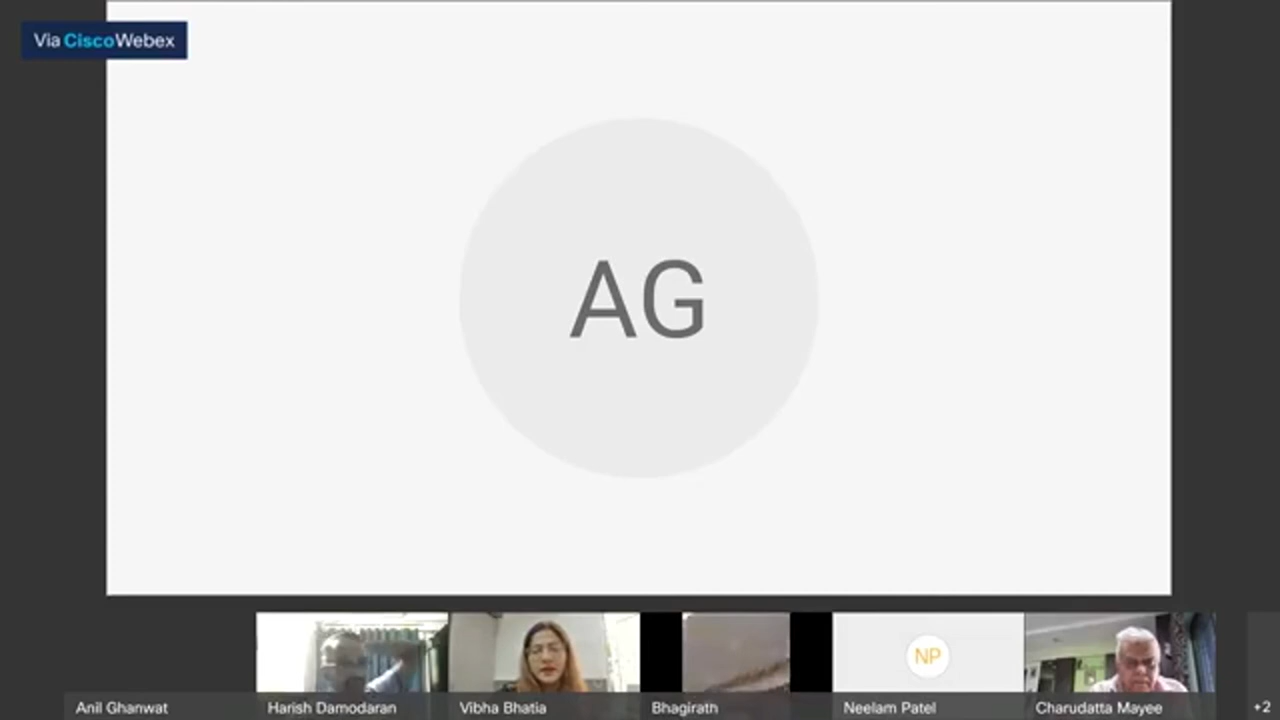 Via CiscoWebex
AG
NP
Anil Ghanwat
Harish Damodaran
Vibha Bhatia
Bhagirath
Neelam Patel
Charudatta Mayee
+2